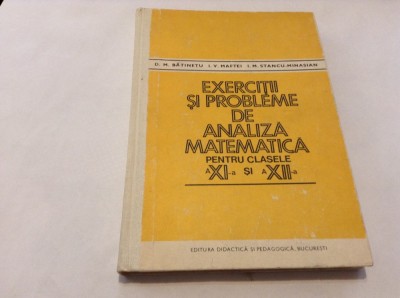 D. M. BĂTINEȚU I. V. MAFTEI I. M. STANCU-MINASIAN
EXERCIȚII
ȘI PROBLEME
DE
ANALIZĂ
MATEMATICĂ
PENTRU CLASELE
A XI-a ȘI A XII-a
EDITURA DIDACTICĂ ȘI PEDAGOGICĂ, BUCUREȘTI